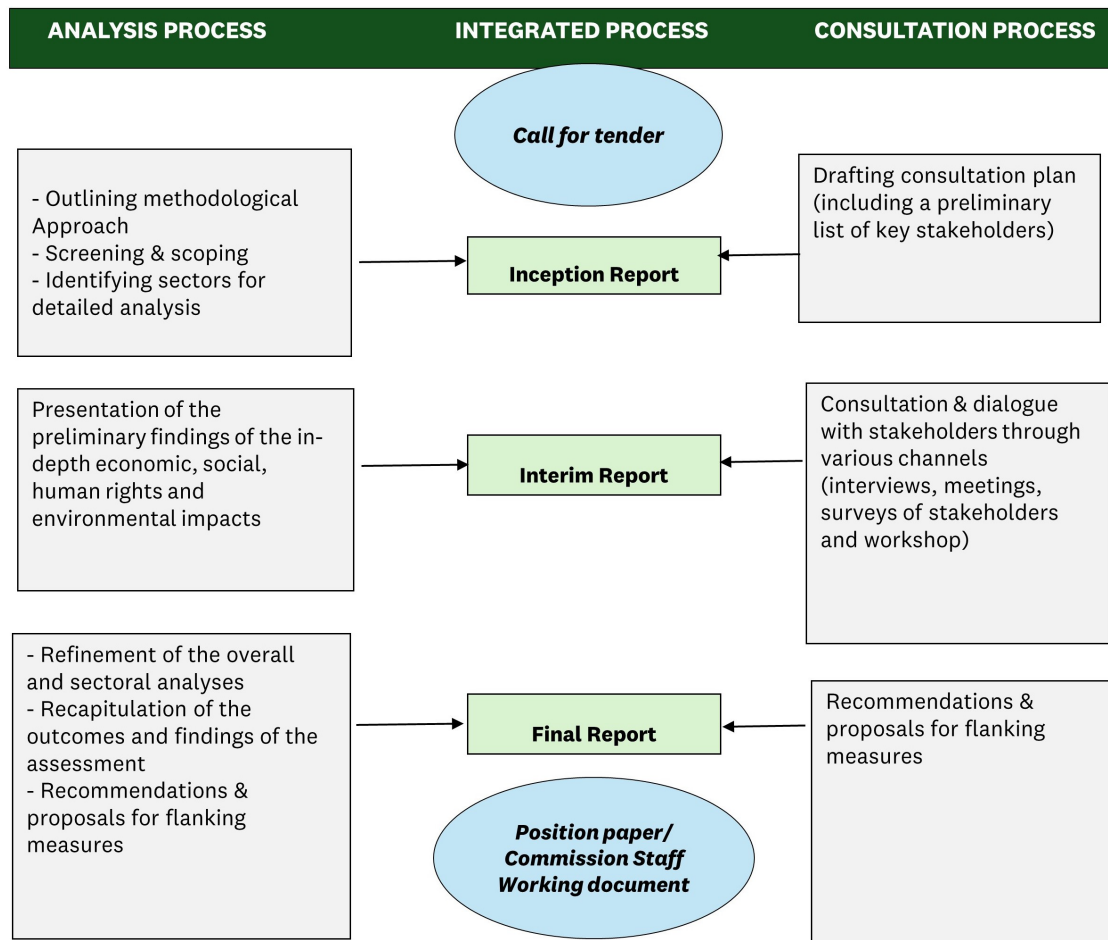 ANALYSIS PROCESS
INTEGRATED PROCESS
CONSULTATION PROCESS
Call for tender
- Outlining methodological
Approach
- Screening & scoping
- Identifying sectors for
detailed analysis
Inception Report
Drafting consultation plan
(including a preliminary
list of key stakeholders)
Presentation of the
preliminary findings of the in-
depth economic, social,
human rights and
environmental impacts
Interim Report
Consultation & dialogue
with stakeholders through
various channels
(interviews, meetings,
surveys of stakeholders
and workshop)
- Refinement of the overall
and sectoral analyses
- Recapitulation of the
outcomes and findings of the
assessment
- Recommendations &
proposals for flanking
measures
Final Report
Recommendations &
proposals for flanking
measures
Position paper/
Commission Staff
Working document